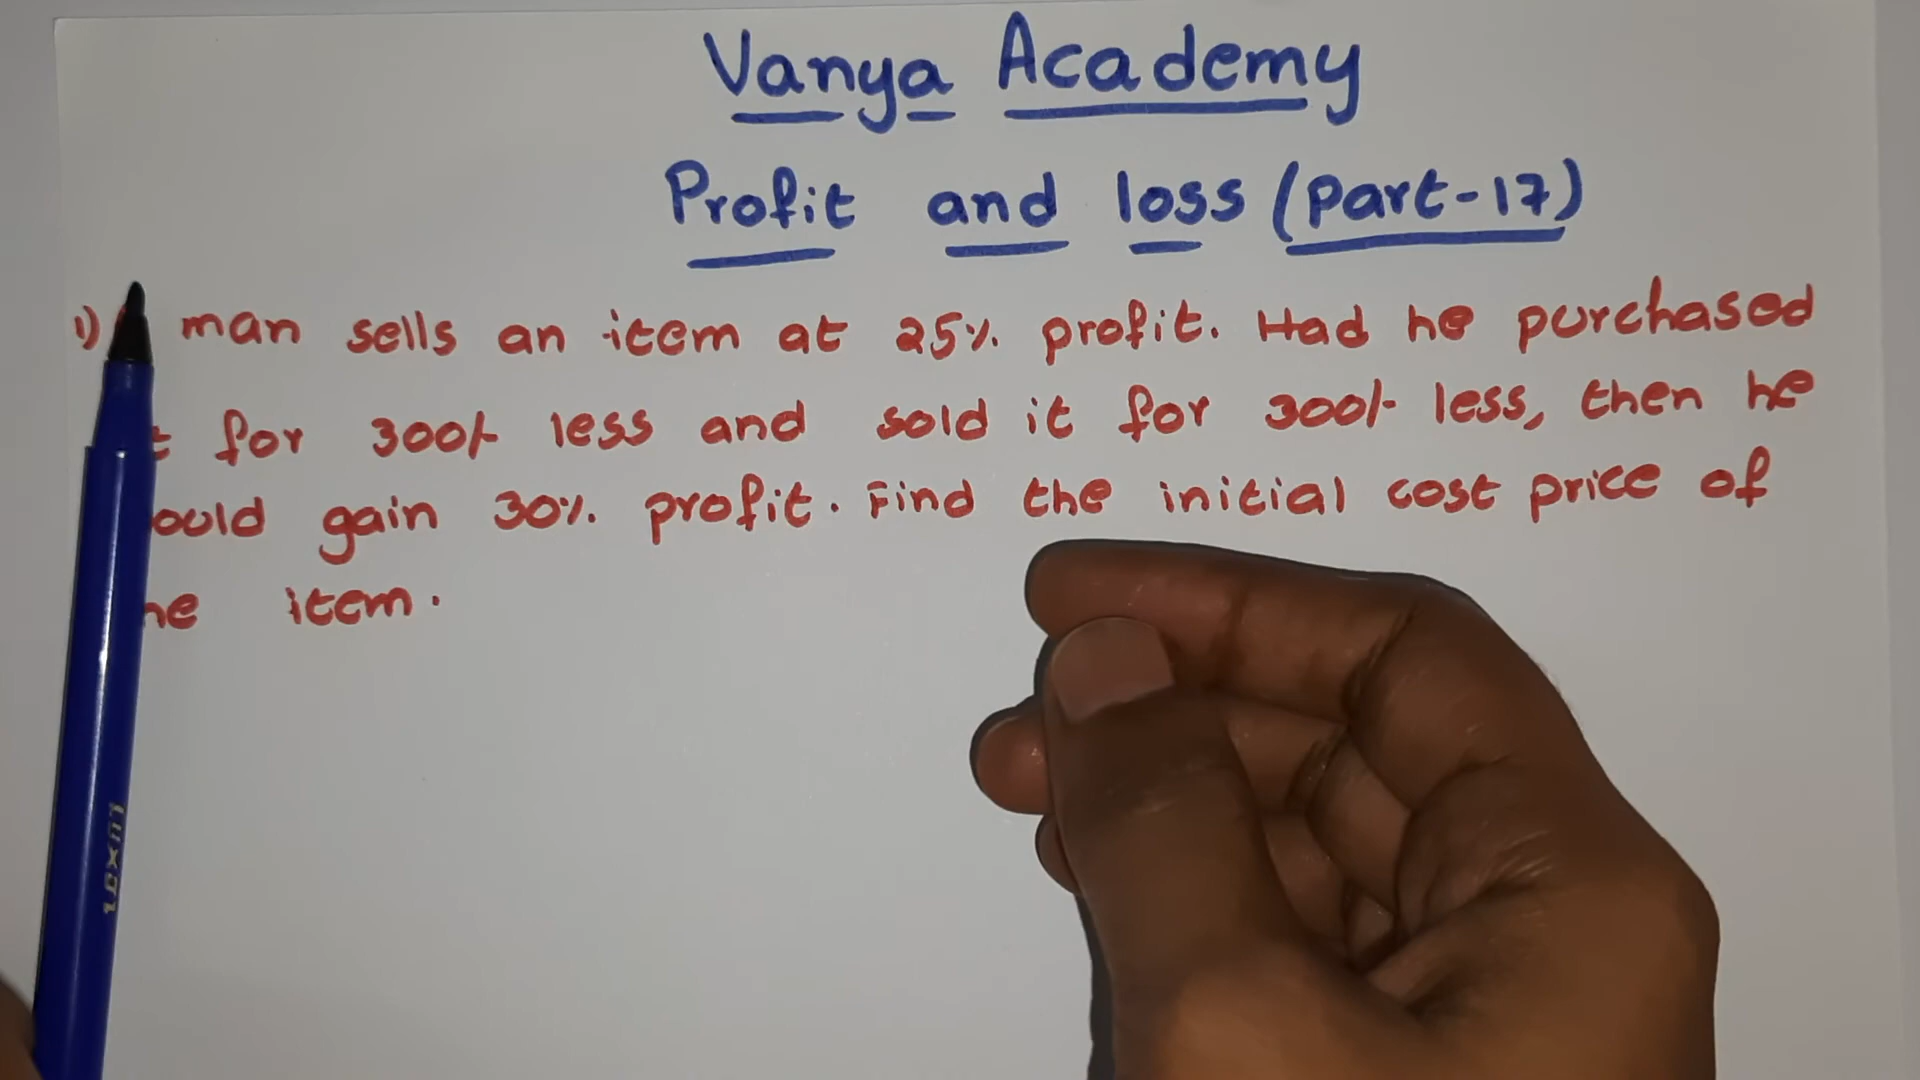 Vanya Academy
Profit and loss (Part-17)
1) man sells an item at 25%. profit. Had he purchased
for 300/- less and sold it for 300/- less, then he
gain 30%. profit. Find the initial cost price of
item.
LUXOR